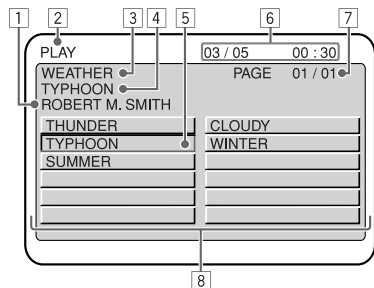 1 2 3 4 5 6 7
PLAY 03 / 05 00 : 30
WEATHER PAGE 01 / 01
TYPHOON
ROBERT M. SMITH
THUNDER CLOUDY
TYPHOON WINTER
SUMMER
8